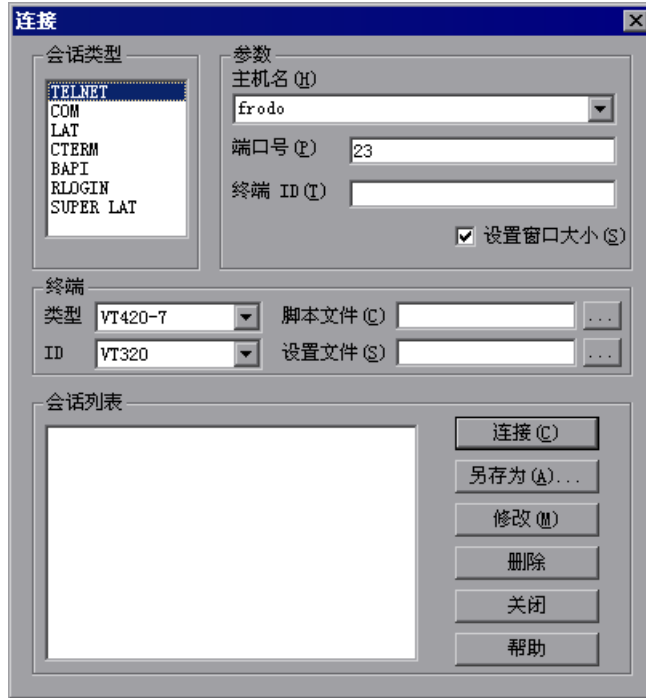 连接
会话类型
TELNET
COM
LAT
CTERM
BAPI
RLOGIN
SUPER LAT
参数
主机名(H)
frodo
端口号(P) 23
终端 ID(T)
设置窗口大小(S)
终端
类型 VT420-7 脚本文件(C) ...
ID VT320 设置文件(S) ...
会话列表
连接(C)
另存为(A)...
修改(M)
删除
关闭
帮助